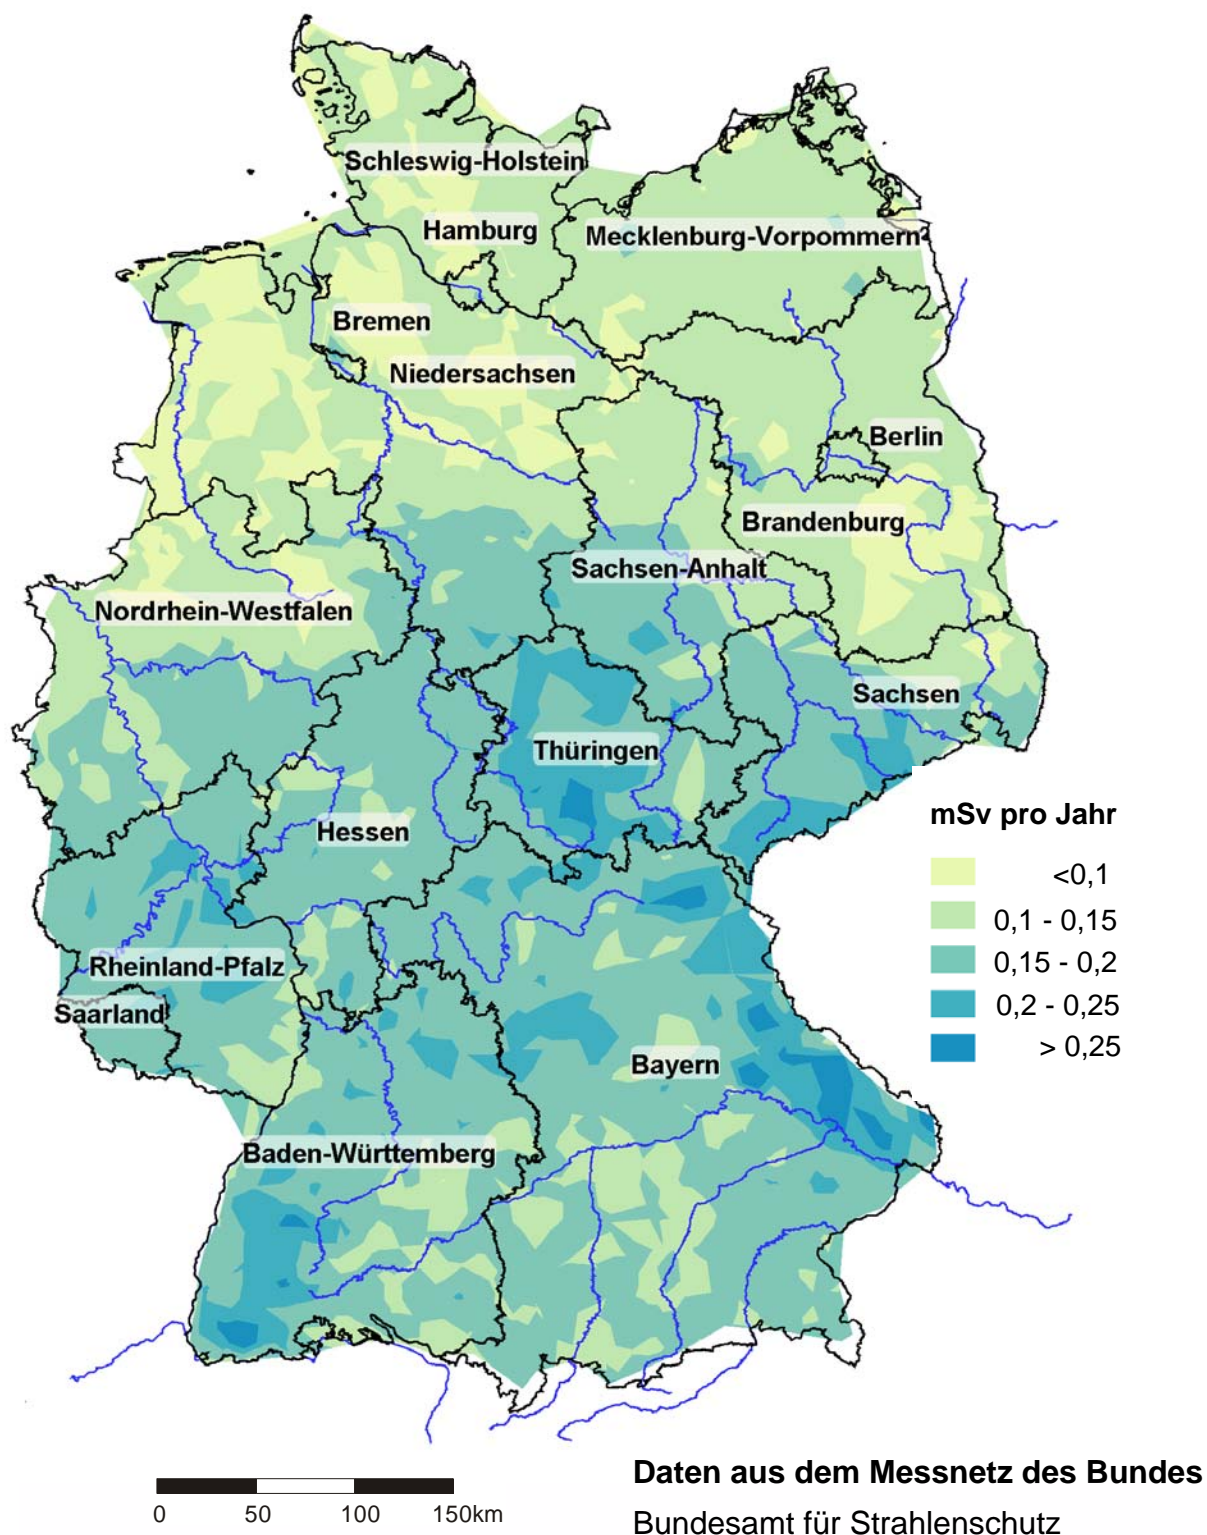 Schleswig-Holstein
Hamburg
Mecklenburg-Vorpommern
Bremen
Niedersachsen
Berlin
Brandenburg
Sachsen-Anhalt
Nordrhein-Westfalen
Sachsen
Thüringen
Hessen
Rheinland-Pfalz
Saarland
Bayern
Baden-Württemberg
mSv pro Jahr
<0,1
0,1 - 0,15
0,15 - 0,2
0,2 - 0,25
> 0,25
0 50 100 150km
Daten aus dem Messnetz des Bundes
Bundesamt für Strahlenschutz